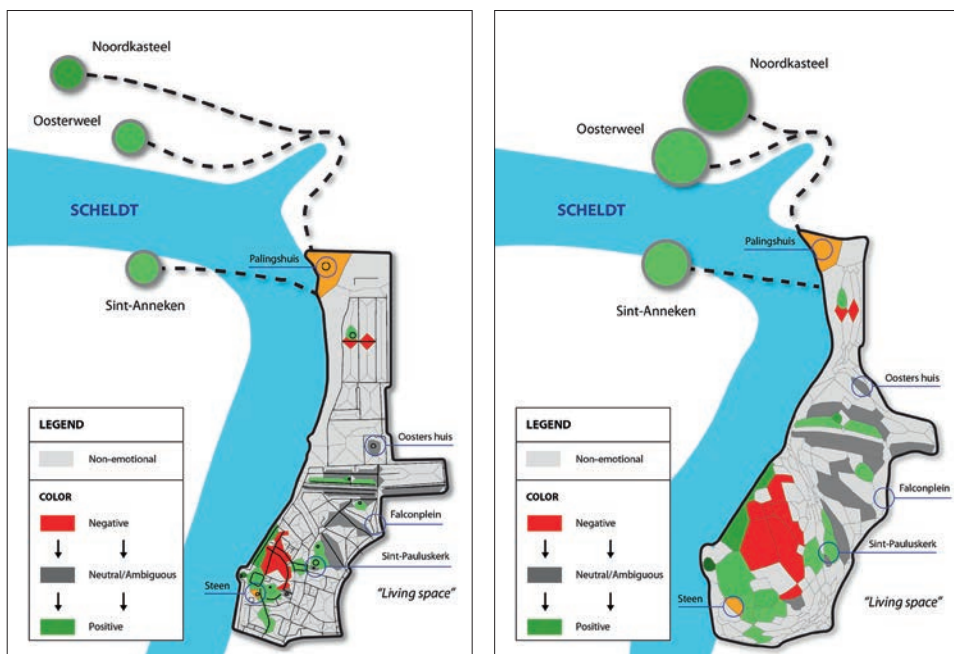 Noordkasteel
Oosterweel
SCHELDT
Palingshuis
Sint-Anneken
Oosters huis
Falconplein
Sint-Pauluskerk
Steen
"Living space"
LEGEND
Non-emotional
COLOR
Negative
Neutral/Ambiguous
Positive
Noordkasteel
Oosterweel
SCHELDT
Palingshuis
Sint-Anneken
Oosters huis
Falconplein
Sint-Pauluskerk
Steen
"Living space"
LEGEND
Non-emotional
COLOR
Negative
Neutral/Ambiguous
Positive